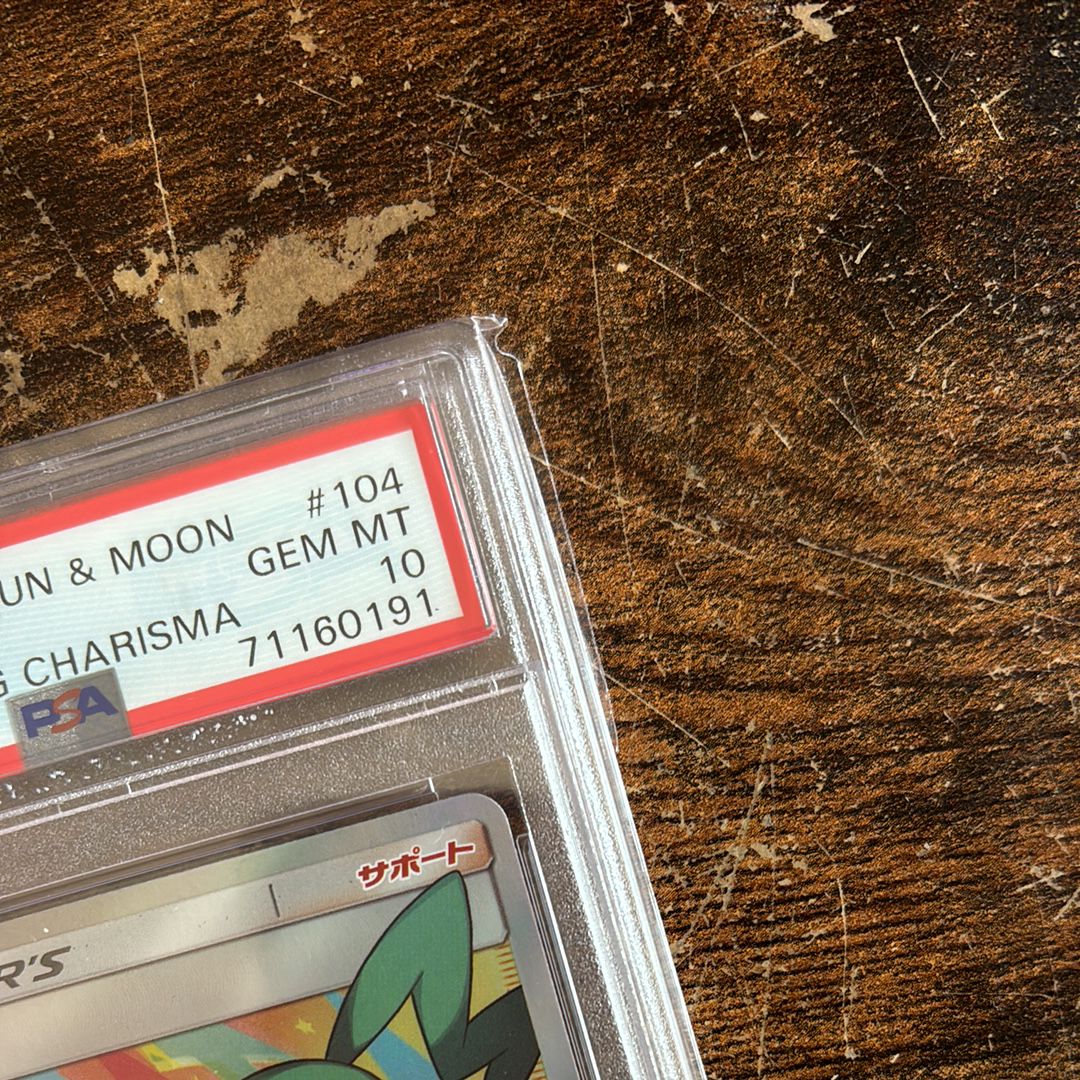 UN & MOON #104
GEM MT
10
G CHARISMA 71160191
PSA
サポート
R'S